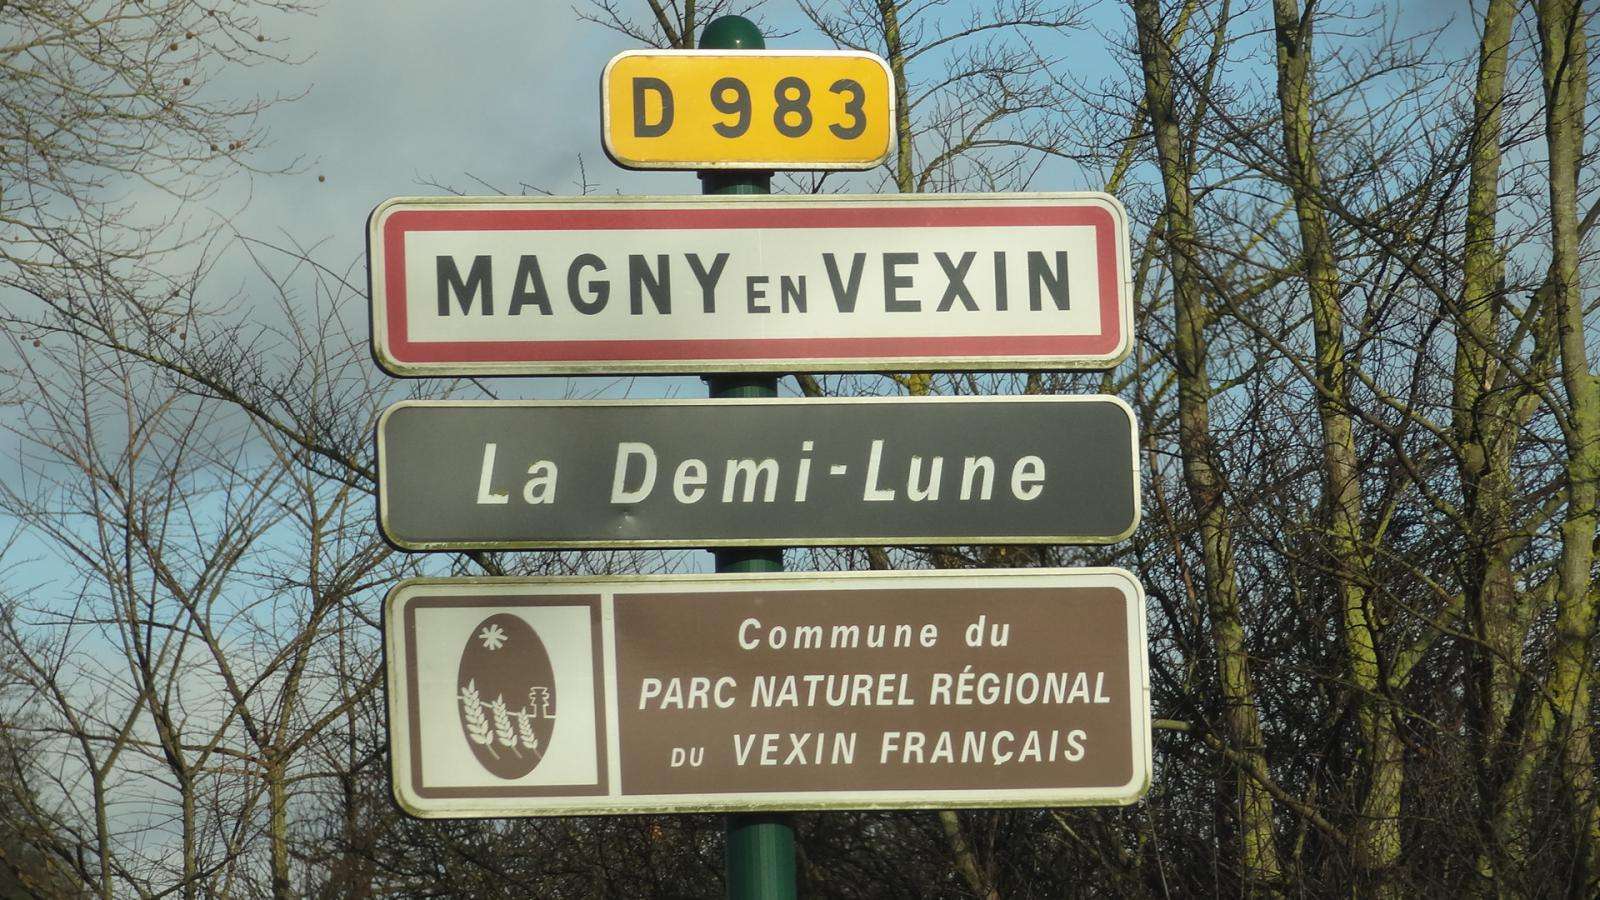 D 983
MAGNY EN VEXIN
La Demi-Lune
Commune du
PARC NATUREL RÉGIONAL
DU VEXIN FRANÇAIS